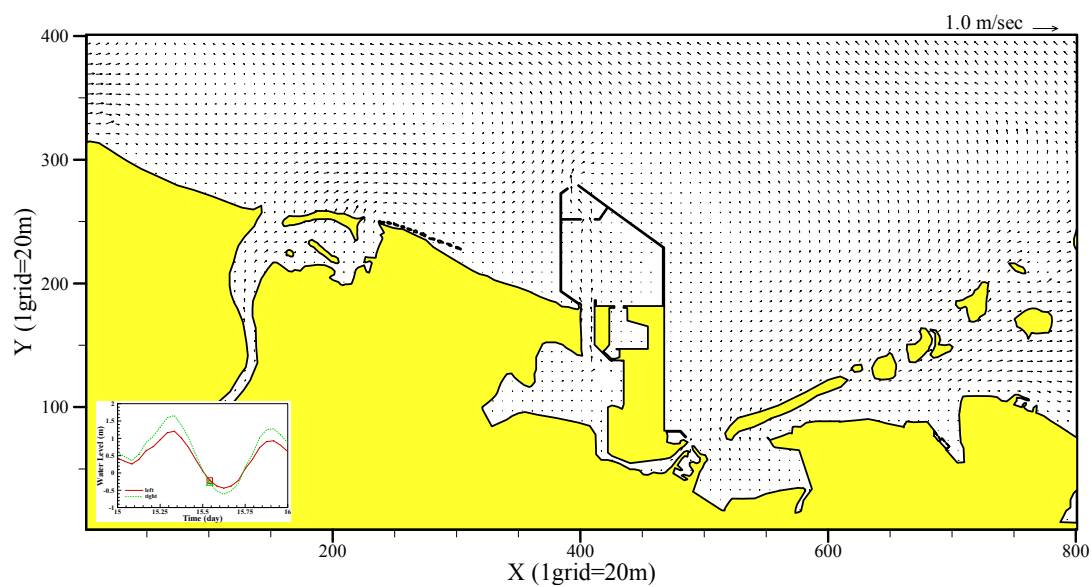 1.0 m/sec
400
300
200
100
Y (1grid=20m)
200
400
600
800
X (1grid=20m)
2
1.5
1
0.5
0
-0.5
-1
Water Level (m)
left
right
15
15.25
15.5
15.75
16
Time (day)